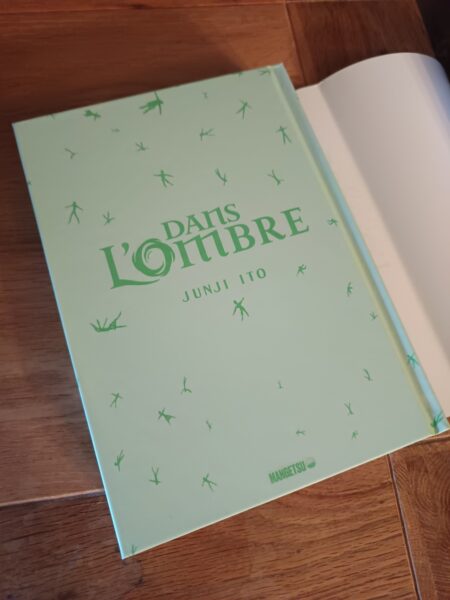 DANS
L'OMBRE
JUNJI ITO
MANGETSU